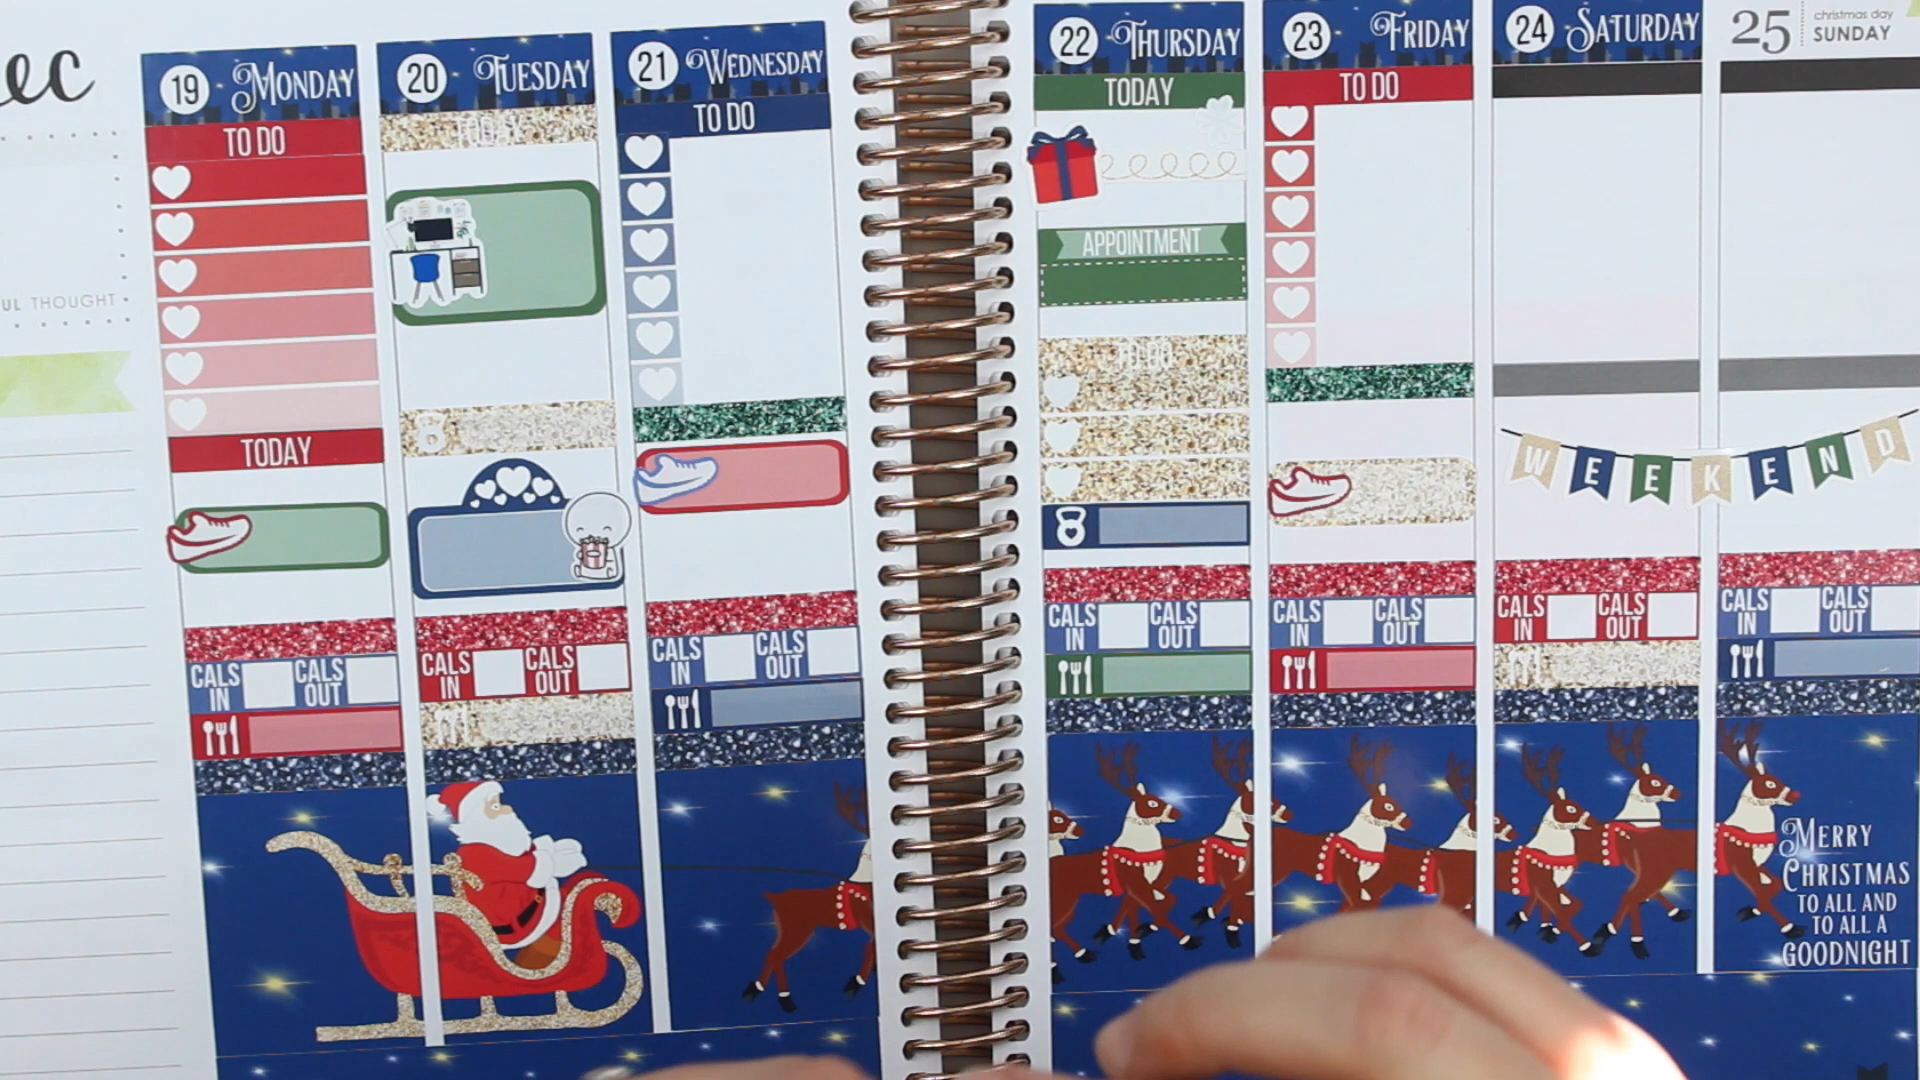 ec
UL THOUGHT
19 MONDAY
TO DO
TODAY
CALS IN CALS OUT
20 TUESDAY
TODAY
CALS IN CALS OUT
21 WEDNESDAY
TO DO
CALS IN CALS OUT
22 THURSDAY
TODAY
APPOINTMENT
TO DO
CALS IN CALS OUT
23 FRIDAY
TO DO
CALS IN CALS OUT
24 SATURDAY
WEEKEND
CALS IN CALS OUT
25 christmas day
SUNDAY
CALS IN CALS OUT
MERRY
CHRISTMAS
TO ALL AND
TO ALL A
GOODNIGHT